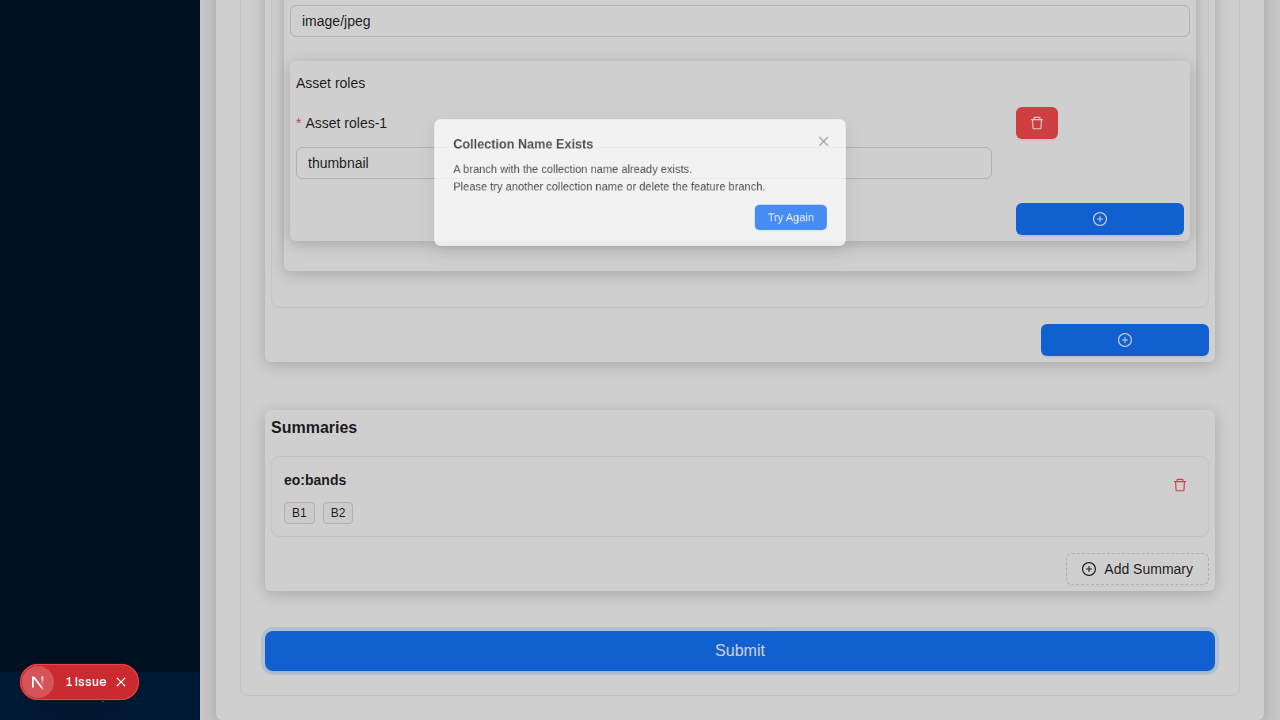 image/jpeg
Asset roles
* Asset roles-1
thumbnail
Collection Name Exists
A branch with the collection name already exists.
Please try another collection name or delete the feature branch.
Try Again
Summaries
eo:bands
B1 B2
Add Summary
Submit
N 1 Issue